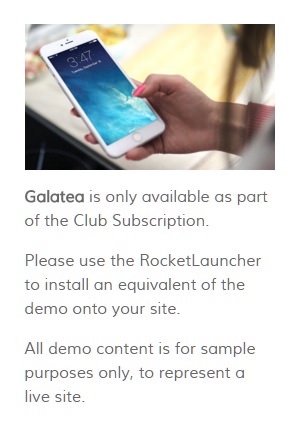 3:47
Galatea is only available as part
of the Club Subscription.
Please use the RocketLauncher
to install an equivalent of the
demo onto your site.
All demo content is for sample
purposes only, to represent a
live site.